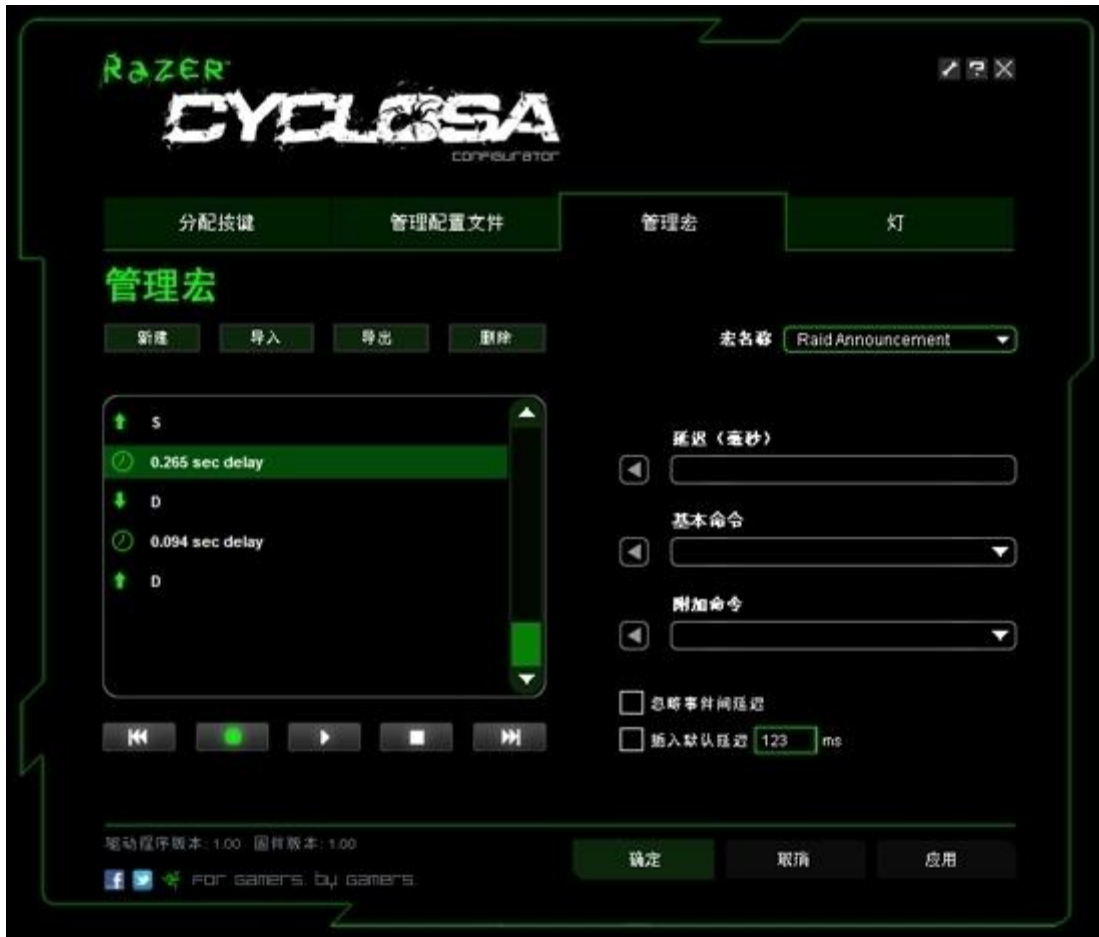 RAZER
CYCLOSA
CONFIGURATOR
分配按键
管理配置文件
管理宏
灯
管理宏
新建
导入
导出
删除
宏名称
Raid Announcement
S
0.265 sec delay
D
0.094 sec delay
D
延迟（毫秒）
基本命令
附加命令
忽略事件间延迟
插入默认延迟 123 ms
驱动程序版本: 1.00 固件版本: 1.00
For Gamers. by Gamers.
确定
取消
应用